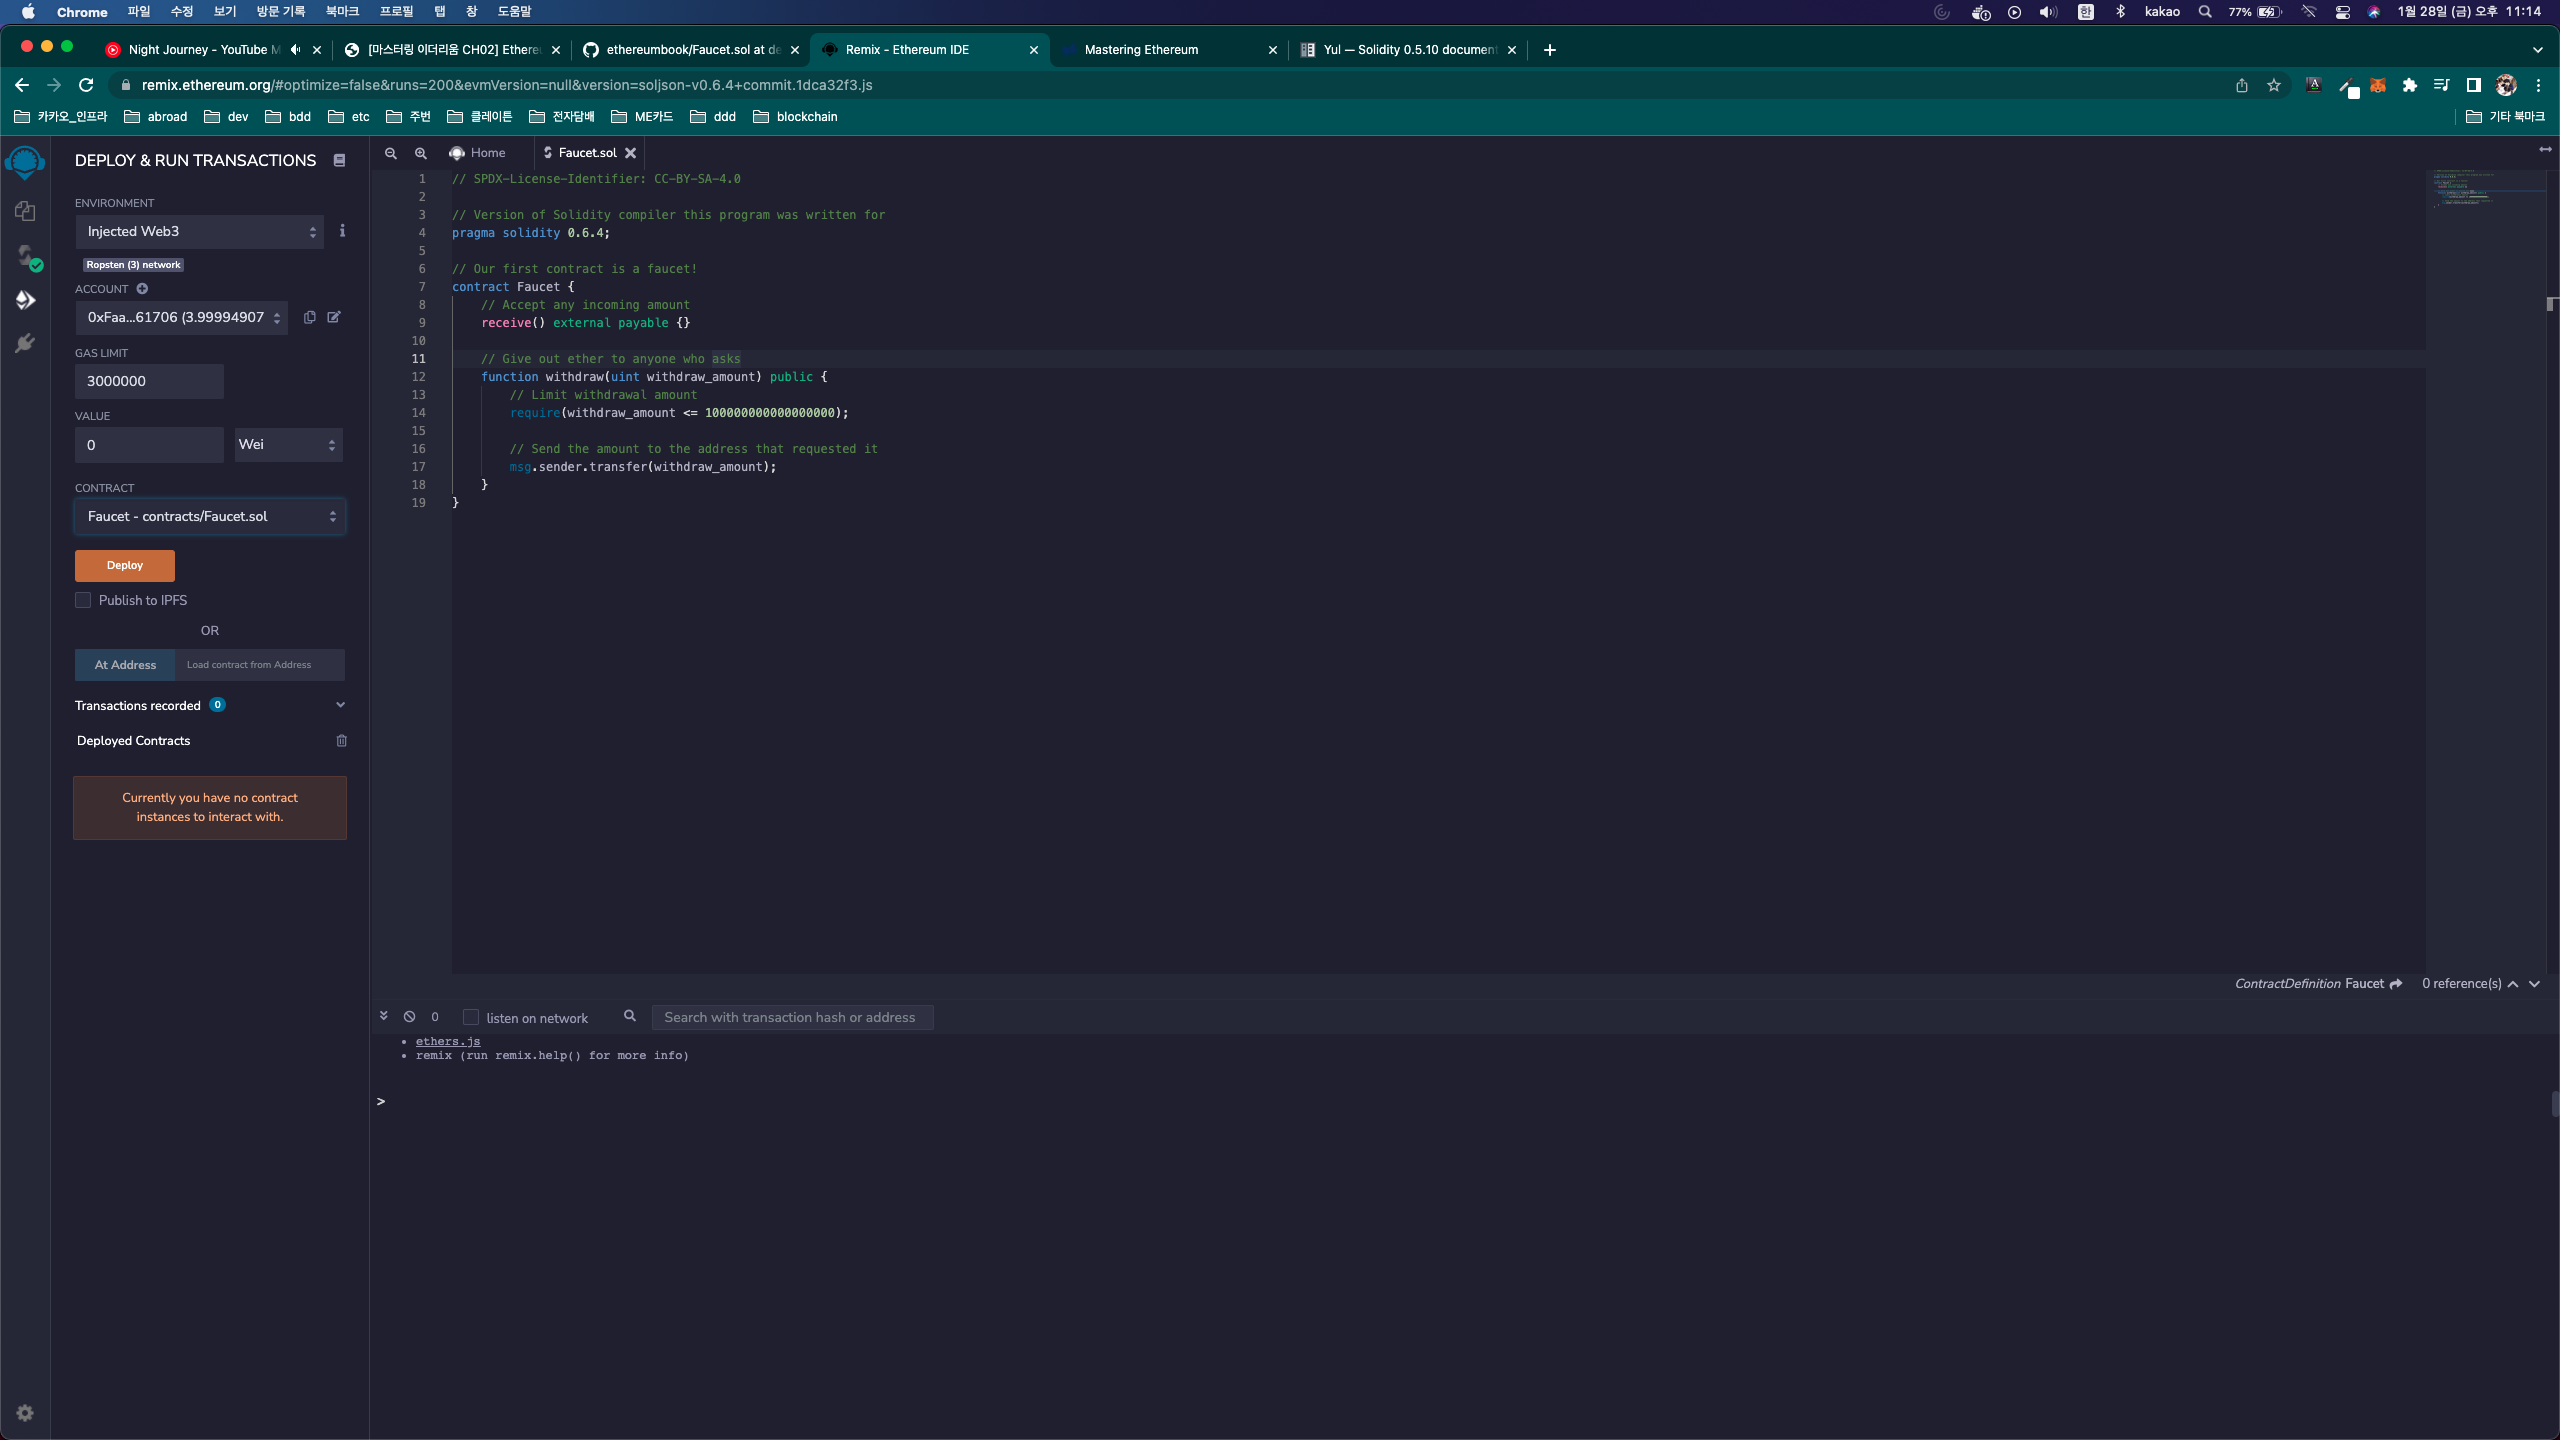 Chrome 파일 수정 보기 방문 기록 북마크 프로필 탭 창 도움말 한 kakao 77% 1월 28일 (금) 오후 11:14
Night Journey - YouTube M [마스터링 이더리움 CH02] Ethereu ethereumbook/Faucet.sol at de Remix - Ethereum IDE Mastering Ethereum Yul — Solidity 0.5.10 document
remix.ethereum.org/#optimize=false&runs=200&evmVersion=null&version=soljson-v0.6.4+commit.1dca32f3.js
카카오_인프라 abroad dev bdd etc 주번 클레이튼 전자담배 ME카드 ddd blockchain 기타 북마크
DEPLOY & RUN TRANSACTIONS
ENVIRONMENT
Injected Web3
Ropsten (3) network
ACCOUNT
0xFaa...61706 (3.99994907
GAS LIMIT
3000000
VALUE
0 Wei
CONTRACT
Faucet - contracts/Faucet.sol
Deploy
Publish to IPFS
OR
At Address Load contract from Address
Transactions recorded 0
Deployed Contracts
Currently you have no contract
instances to interact with.
Home Faucet.sol
1 // SPDX-License-Identifier: CC-BY-SA-4.0
2
3 // Version of Solidity compiler this program was written for
4 pragma solidity 0.6.4;
5
6 // Our first contract is a faucet!
7 contract Faucet {
8 // Accept any incoming amount
9 receive() external payable {}
10
11 // Give out ether to anyone who asks
12 function withdraw(uint withdraw_amount) public {
13 // Limit withdrawal amount
14 require(withdraw_amount <= 100000000000000000);
15
16 // Send the amount to the address that requested it
17 msg.sender.transfer(withdraw_amount);
18 }
19 }
ContractDefinition Faucet 0 reference(s)
0 listen on network Search with transaction hash or address
• ethers.js
• remix (run remix.help() for more info)
>